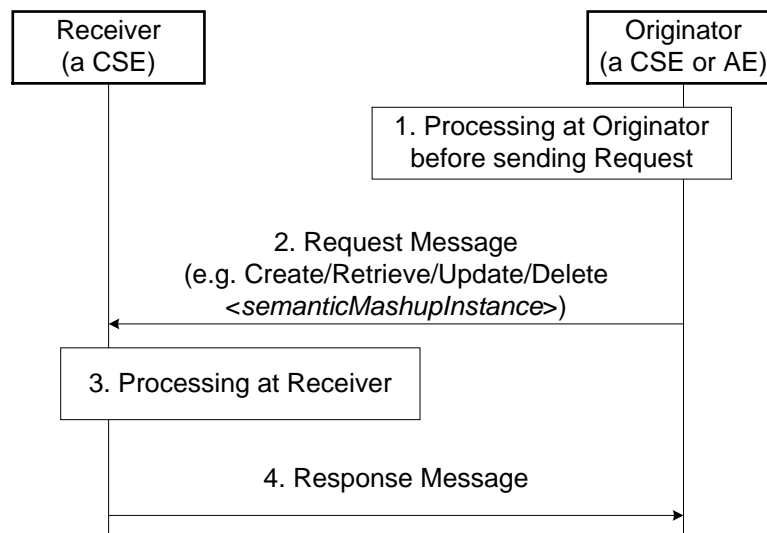 Receiver
(a CSE)
Originator
(a CSE or AE)
1. Processing at Originator
before sending Request
2. Request Message
(e.g. Create/Retrieve/Update/Delete
<semanticMashupInstance>)
3. Processing at Receiver
4. Response Message